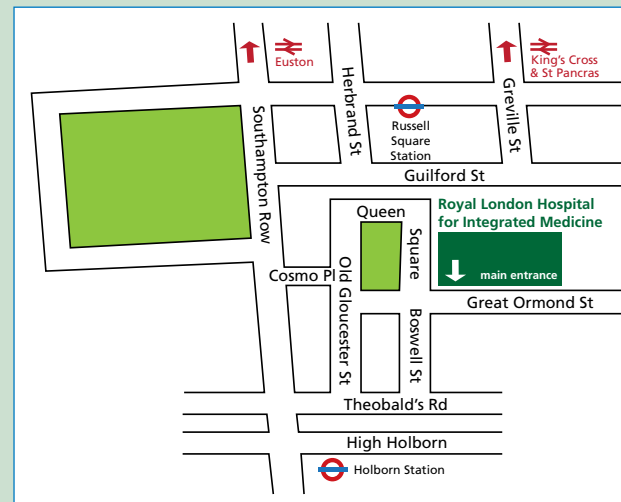 Euston
King's Cross
& St Pancras
Herbrand St
Greville St
Southampton Row
Russell
Square
Station
Guilford St
Queen
Square
Royal London Hospital
for Integrated Medicine
main entrance
Cosmo Pl
Old Gloucester St
Boswell St
Great Ormond St
Theobald's Rd
High Holborn
Holborn Station